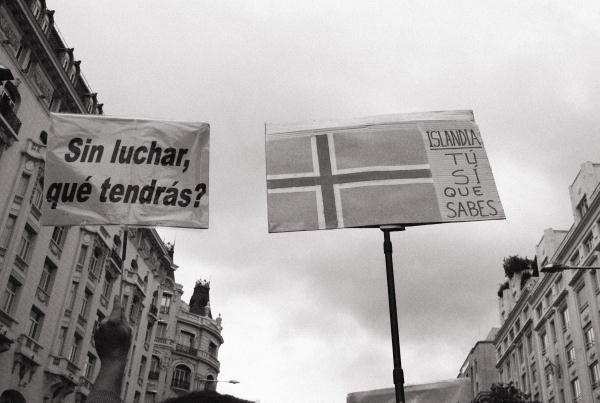 Sin luchar,
qué tendrás?
ISLANDIA
TÚ
SÍ
QUE
SABES